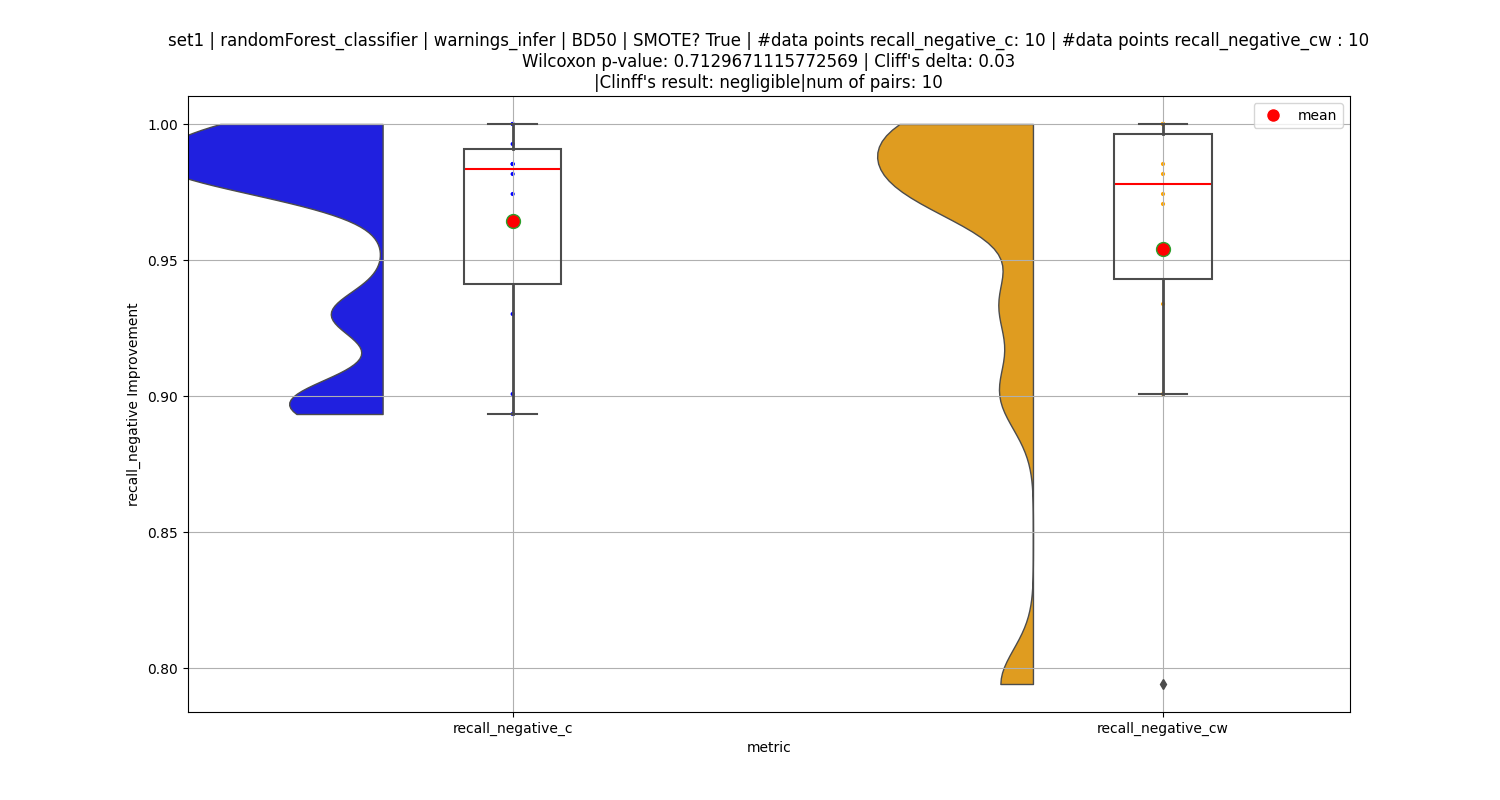 set1 | randomForest_classifier | warnings_infer | BD50 | SMOTE? True | #data points recall_negative_c: 10 | #data points recall_negative_cw : 10
Wilcoxon p-value: 0.7129671115772569 | Cliff's delta: 0.03
|Clinff's result: negligible|num of pairs: 10
mean
1.00
0.95
0.90
0.85
0.80
recall_negative Improvement
recall_negative_c
recall_negative_cw
metric